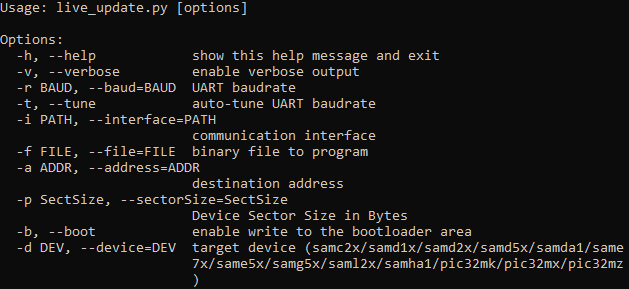 Usage: live_update.py [options]

Options:
  -h, --help            show this help message and exit
  -v, --verbose         enable verbose output
  -r BAUD, --baud=BAUD  UART baudrate
  -t, --tune            auto-tune UART baudrate
  -i PATH, --interface=PATH
                        communication interface
  -f FILE, --file=FILE  binary file to program
  -a ADDR, --address=ADDR
                        destination address
  -p SectSize, --sectorSize=SectSize
                        Device Sector Size in Bytes
  -b, --boot            enable write to the bootloader area
  -d DEV, --device=DEV  target device (samc2x/samd1x/samd2x/samd5x/samda1/same
                        7x/same5x/samg5x/saml2x/samha1/pic32mk/pic32mx/pic32mz
                        )